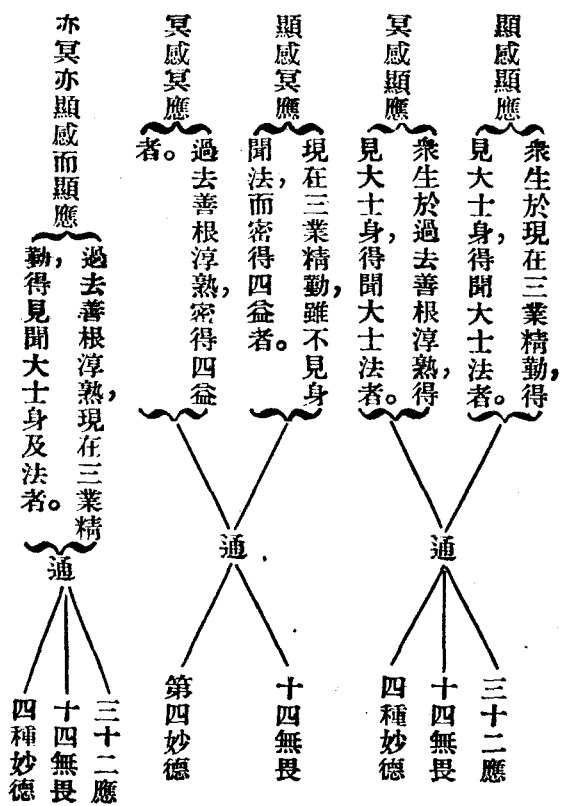 顯感顯應
衆生於現在三業精勤，得
見大士身，得聞大士法者。
冥感顯應
衆生於過去善根淳熟，得
見大士身，得聞大士法者。
通
三十二應
十四無畏
四種妙德
顯感冥應
現在三業精勤，雖不見身
聞法，而密得四益者。
冥感冥應
過去善根淳熟，密得四益
者。
通
十四無畏
第四妙德
亦冥亦顯感而顯應
過去善根淳熟，現在三業精
勤，得見聞大士身及法者。
通
三十二應
十四無畏
四種妙德